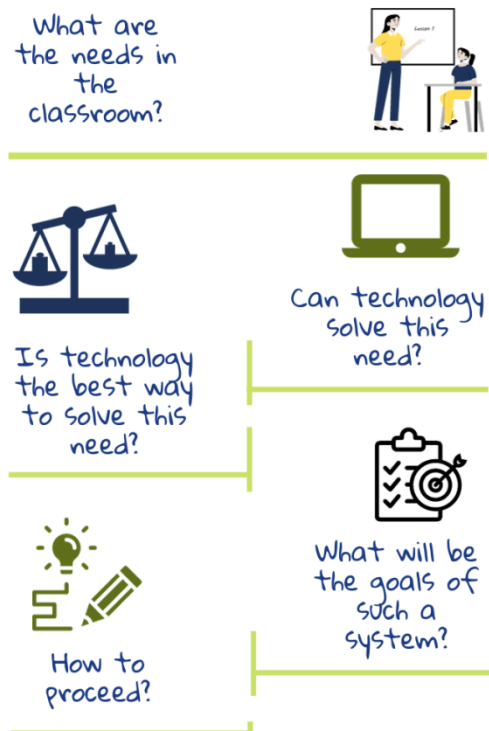 What are
the needs in
the
classroom?
Lesson 1
Can technology
solve this
need?
Is technology
the best way
to solve this
need?
What will be
the goals of
such a
system?
How to
proceed?